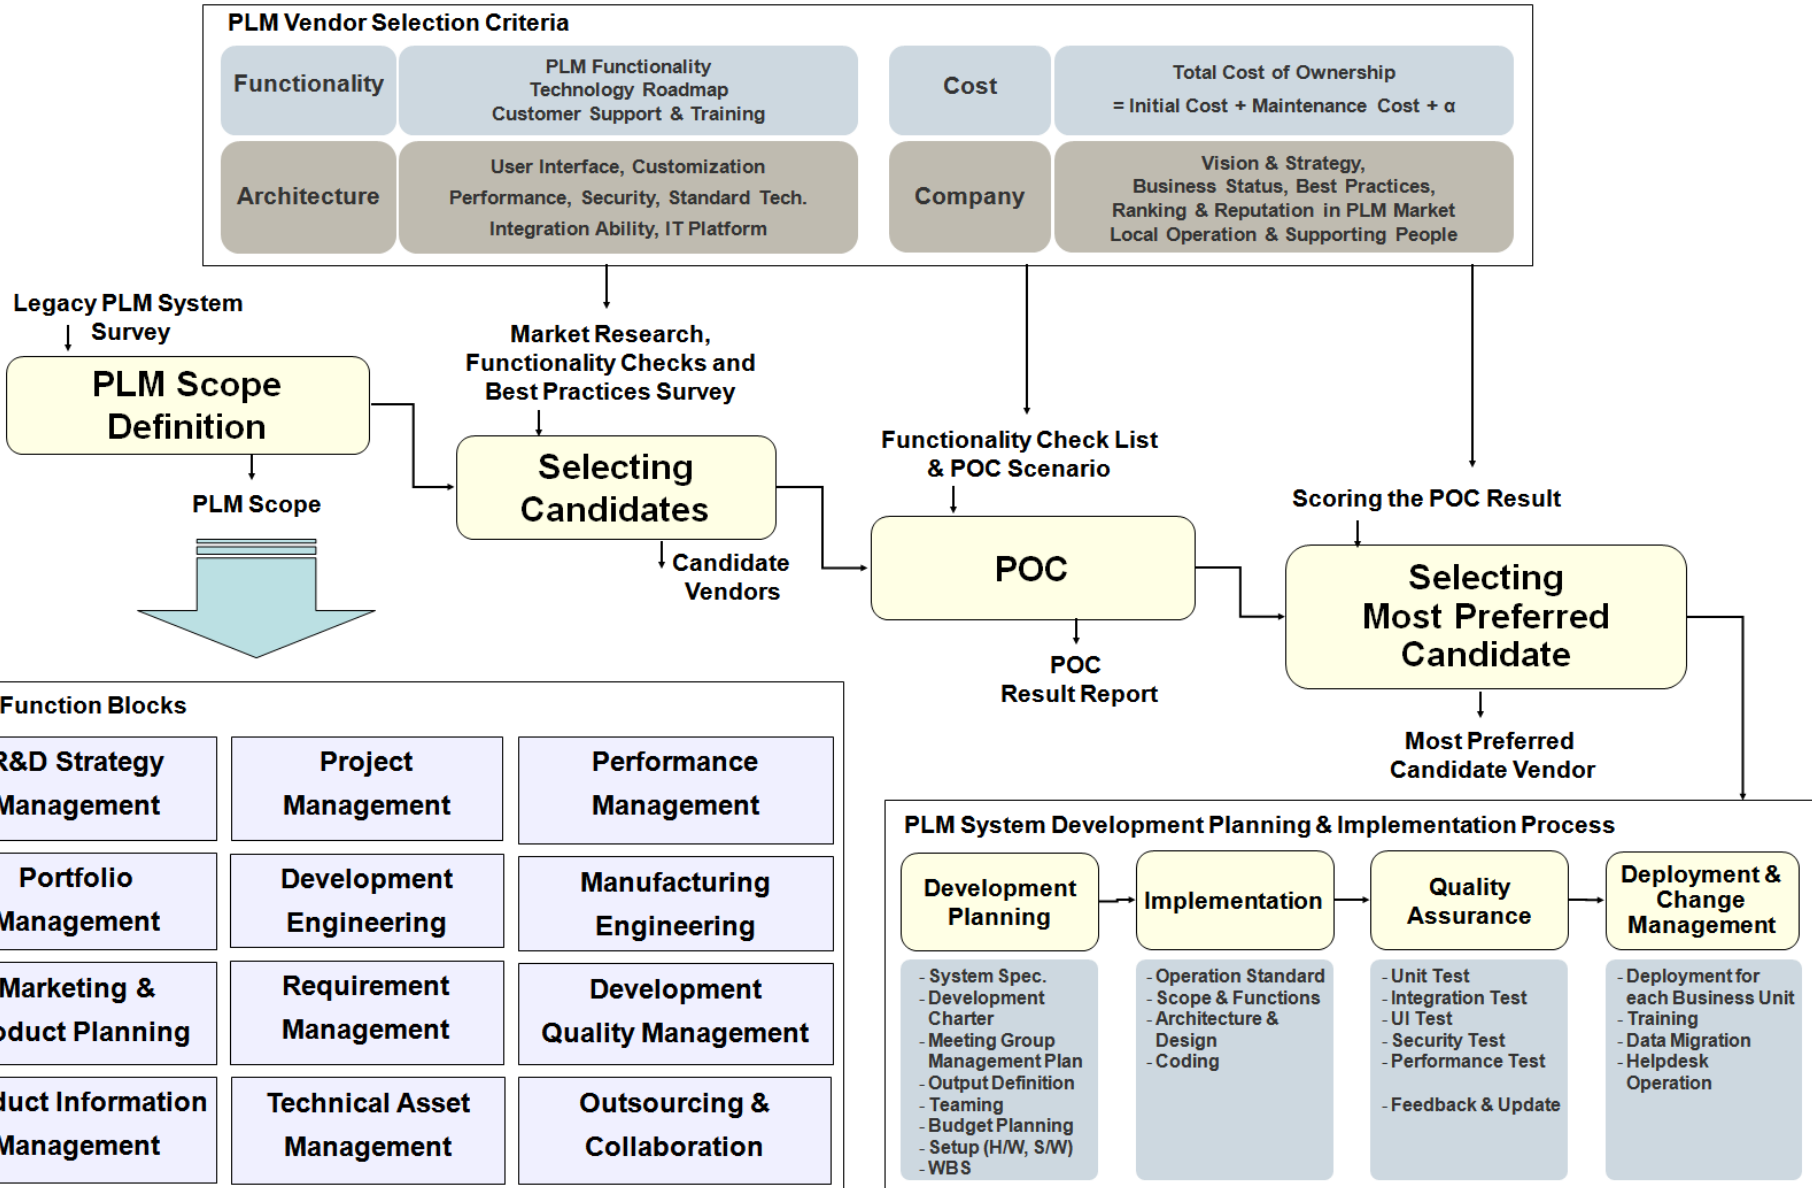 PLM Vendor Selection Criteria
Functionality
PLM Functionality
Technology Roadmap
Customer Support & Training
Cost
Total Cost of Ownership
= Initial Cost + Maintenance Cost + α
Architecture
User Interface, Customization
Performance, Security, Standard Tech.
Integration Ability, IT Platform
Company
Vision & Strategy,
Business Status, Best Practices,
Ranking & Reputation in PLM Market
Local Operation & Supporting People
Legacy PLM System
Survey
PLM Scope
Definition
PLM Scope
Market Research,
Functionality Checks and
Best Practices Survey
Selecting
Candidates
Candidate
Vendors
Functionality Check List
& POC Scenario
POC
POC
Result Report
Scoring the POC Result
Selecting
Most Preferred
Candidate
Most Preferred
Candidate Vendor
Function Blocks
R&D Strategy
Management
Project
Management
Performance
Management
Portfolio
Management
Development
Engineering
Manufacturing
Engineering
Marketing &
oduct Planning
Requirement
Management
Development
Quality Management
duct Information
Management
Technical Asset
Management
Outsourcing &
Collaboration
PLM System Development Planning & Implementation Process
Development
Planning
- System Spec.
- Development
Charter
- Meeting Group
Management Plan
- Output Definition
- Teaming
- Budget Planning
- Setup (H/W, S/W)
- WBS
Implementation
- Operation Standard
- Scope & Functions
- Architecture &
Design
- Coding
Quality
Assurance
- Unit Test
- Integration Test
- UI Test
- Security Test
- Performance Test
- Feedback & Update
Deployment &
Change
Management
- Deployment for
each Business Unit
- Training
- Data Migration
- Helpdesk
Operation